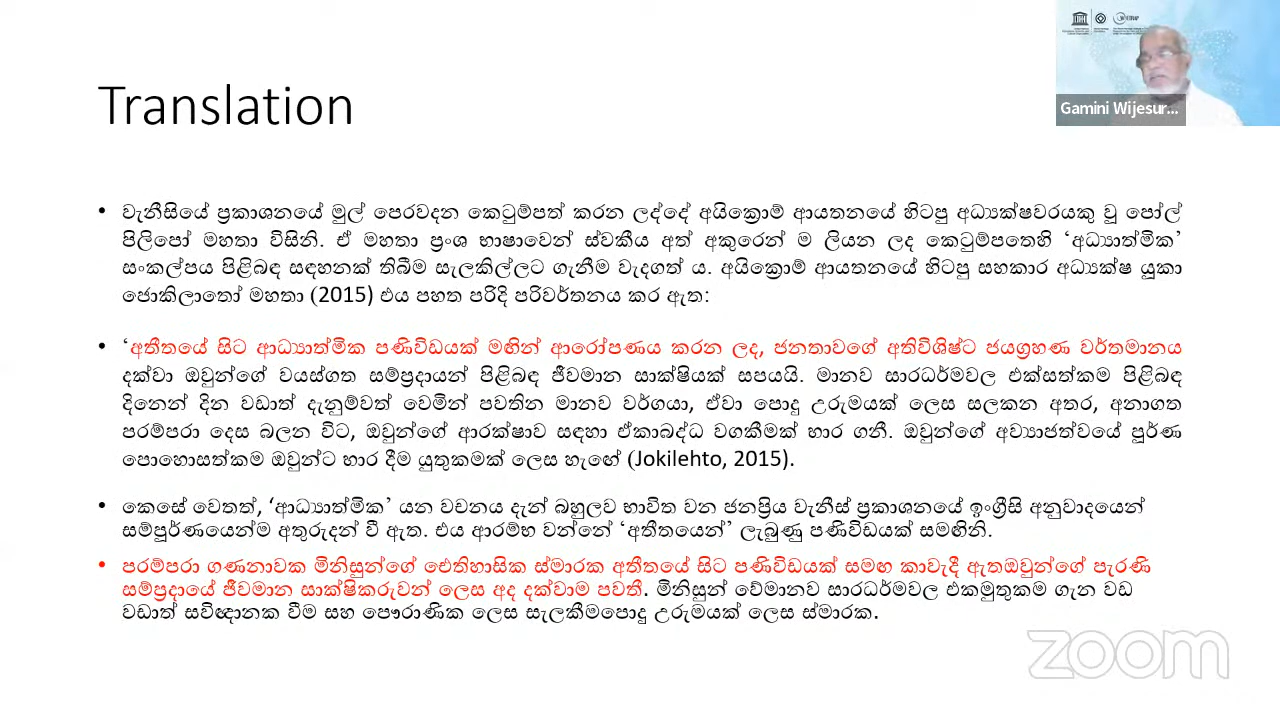 Translation
Gamini Wijesur...
• වැනීසියේ ප්‍රකාශනයේ මුල් පෙරවදන කෙටුම්පත් කරන ලද්දේ අයික්‍රොම් ආයතනයේ හිටපු අධ්‍යක්ෂවරයකු වූ පෝල්
පිලිපෝ මහතා විසිනි. ඒ මහතා ප්‍රංශ භාෂාවෙන් ස්වකීය අත් අකුරෙන් ම ලියන ලද කෙටුම්පතෙහි ‘අධ්‍යාත්මික’
සංකල්පය පිළිබඳ සඳහනක් තිබීම සැලකිල්ලට ගැනීම වැදගත් ය. අයික්‍රොම් ආයතනයේ හිටපු සහකාර අධ්‍යක්ෂ යූකා
ජොකිලාතෝ මහතා (2015) එය පහත පරිදි පරිවර්තනය කර ඇත:
• ‘අතීතයේ සිට ආධ්‍යාත්මික පණිවිඩයක් මඟින් ආරෝපණය කරන ලද, ජනතාවගේ අතිවිශිෂ්ට ජයග්‍රහණ වර්තමානය
දක්වා ඔවුන්ගේ වයස්ගත සම්ප්‍රදායන් පිළිබඳ ජීවමාන සාක්ෂියක් සපයයි. මානව සාරධර්මවල එක්සත්කම පිළිබඳ
දිනෙන් දින වඩාත් දැනුම්වත් වෙමින් පවතින මානව වර්ගයා, ඒවා පොදු උරුමයක් ලෙස සලකන අතර, අනාගත
පරම්පරා දෙස බලන විට, ඔවුන්ගේ ආරක්ෂාව සඳහා ඒකාබද්ධ වගකීමක් භාර ගනී. ඔවුන්ගේ අව්‍යාජත්වයේ පූර්ණ
පොහොසත්කම ඔවුන්ට භාර දීම යුතුකමක් ලෙස හැඟේ (Jokilehto, 2015).
• කෙසේ වෙතත්, ‘ආධ්‍යාත්මික’ යන වචනය දැන් බහුලව භාවිත වන ජනප්‍රිය වැනීස් ප්‍රකාශනයේ ඉංග්‍රීසි අනුවාදයෙන්
සම්පූර්ණයෙන්ම අතුරුදන් වී ඇත. එය ආරම්භ වන්නේ ‘අතීතයෙන්’ ලැබුණු පණිවිඩයක් සමඟිනි.
• පරම්පරා ගණනාවක මිනිසුන්ගේ ඓතිහාසික ස්මාරක අතීතයේ සිට පණිවිඩයක් සමඟ කාවැදී ඇතඔවුන්ගේ පැරණි
සම්ප්‍රදායේ ජීවමාන සාක්ෂිකරුවන් ලෙස අද දක්වාම පවතී. මිනිසුන් වේමානව සාරධර්මවල එකමුතුකම ගැන වඩ
වඩාත් සවිඥානක වීම සහ පෞරාණික ලෙස සැලකීමපොදු උරුමයක් ලෙස ස්මාරක.
zoom